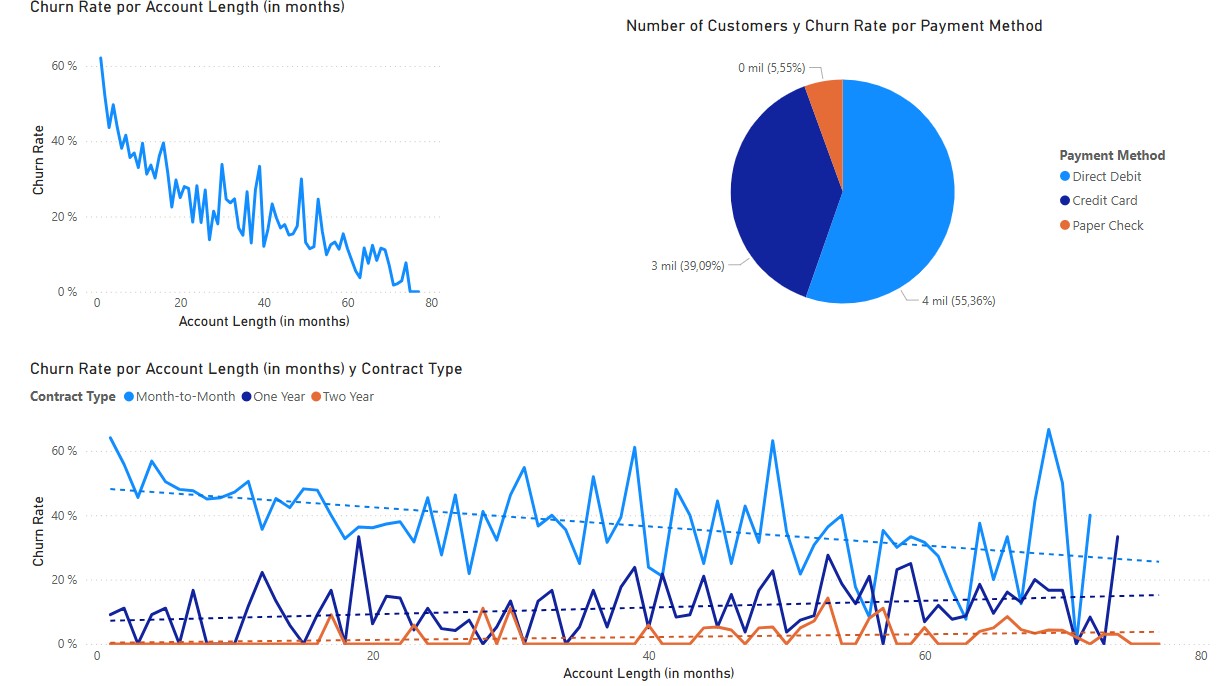 Churn Rate por Account Length (in months)
60 %
40 %
20 %
0 %
Churn Rate
0 20 40 60 80
Account Length (in months)
Number of Customers y Churn Rate por Payment Method
0 mil (5,55%)
3 mil (39,09%)
4 mil (55,36%)
Payment Method
Direct Debit
Credit Card
Paper Check
Churn Rate por Account Length (in months) y Contract Type
Contract Type Month-to-Month One Year Two Year
60 %
40 %
20 %
0 %
Churn Rate
0 20 40 60 80
Account Length (in months)